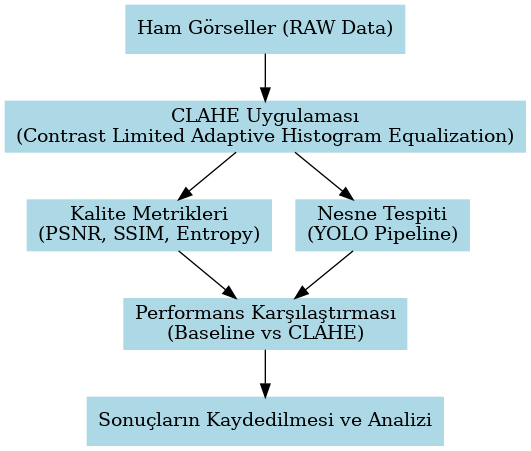 Ham Görseller (RAW Data)
CLAHE Uygulaması
(Contrast Limited Adaptive Histogram Equalization)
Kalite Metrikleri
(PSNR, SSIM, Entropy)
Nesne Tespiti
(YOLO Pipeline)
Performans Karşılaştırması
(Baseline vs CLAHE)
Sonuçların Kaydedilmesi ve Analizi